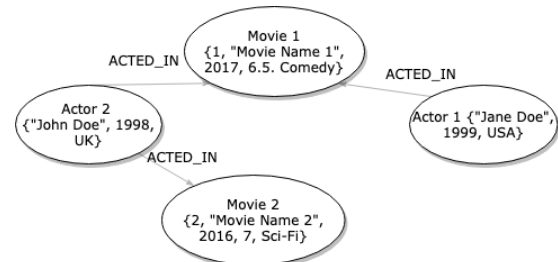 Movie 1
{1, "Movie Name 1",
2017, 6.5. Comedy}
ACTED_IN
ACTED_IN
Actor 2
{"John Doe", 1998,
UK}
Actor 1 {"Jane Doe",
1999, USA}
ACTED_IN
Movie 2
{2, "Movie Name 2",
2016, 7, Sci-Fi}